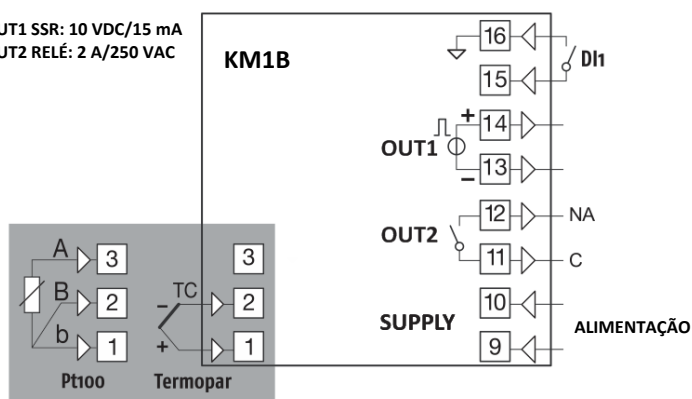 UT1 SSR: 10 VDC/15 mA
UT2 RELÉ: 2 A/250 VAC
KM1B
16
DI1
15
+
14
OUT1
13
–
12
NA
OUT2
11
C
10
SUPPLY
ALIMENTAÇÃO
9
A
3
3
B
2
TC
–
2
b
1
+
1
Pt100
Termopar